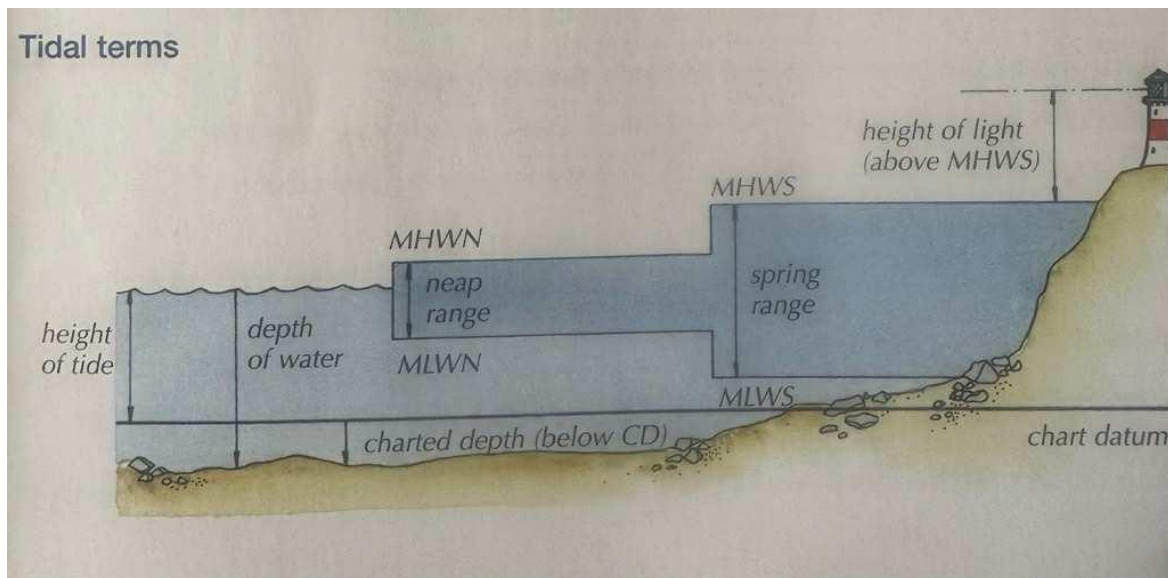 Tidal terms
height of light
(above MHWS)
MHWS
MHWN
neap
range
spring
range
height
of tide
depth
of water
MLWN
MLWS
charted depth (below CD)
chart datum